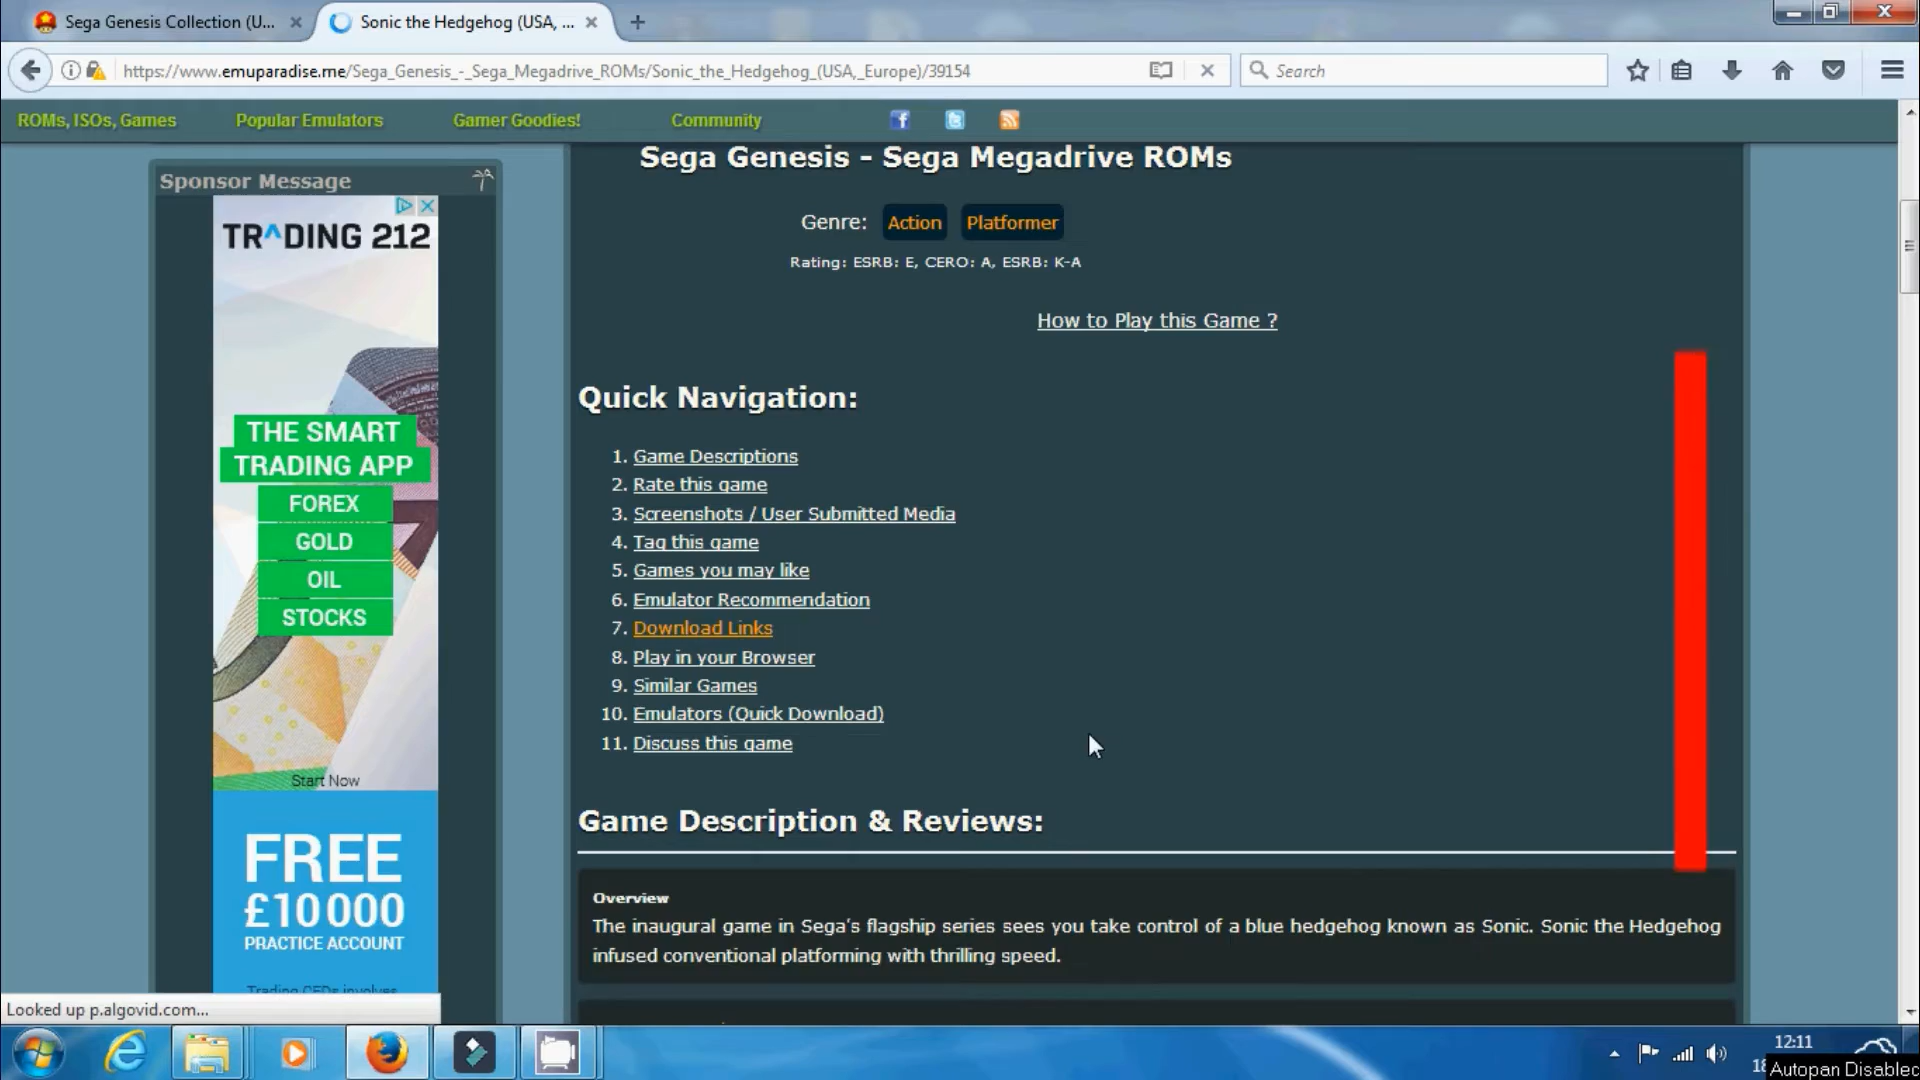 Sega Genesis Collection (U...
Sonic the Hedgehog (USA, ...
https://www.emuparadise.me/Sega_Genesis_-_Sega_Megadrive_ROMs/Sonic_the_Hedgehog_(USA,_Europe)/39154
Search
ROMs, ISOs, Games
Popular Emulators
Gamer Goodies!
Community
Sponsor Message
TRADING 212
THE SMART
TRADING APP
FOREX
GOLD
OIL
STOCKS
Start Now
FREE
£10 000
PRACTICE ACCOUNT
Trading CFDs involves
Sega Genesis - Sega Megadrive ROMs
Genre: Action Platformer
Rating: ESRB: E, CERO: A, ESRB: K-A
How to Play this Game ?
Quick Navigation:
1. Game Descriptions
2. Rate this game
3. Screenshots / User Submitted Media
4. Tag this game
5. Games you may like
6. Emulator Recommendation
7. Download Links
8. Play in your Browser
9. Similar Games
10. Emulators (Quick Download)
11. Discuss this game
Game Description & Reviews:
Overview
The inaugural game in Sega's flagship series sees you take control of a blue hedgehog known as Sonic. Sonic the Hedgehog
infused conventional platforming with thrilling speed.
Looked up p.algovid.com...
12:11
Autopan Disabled